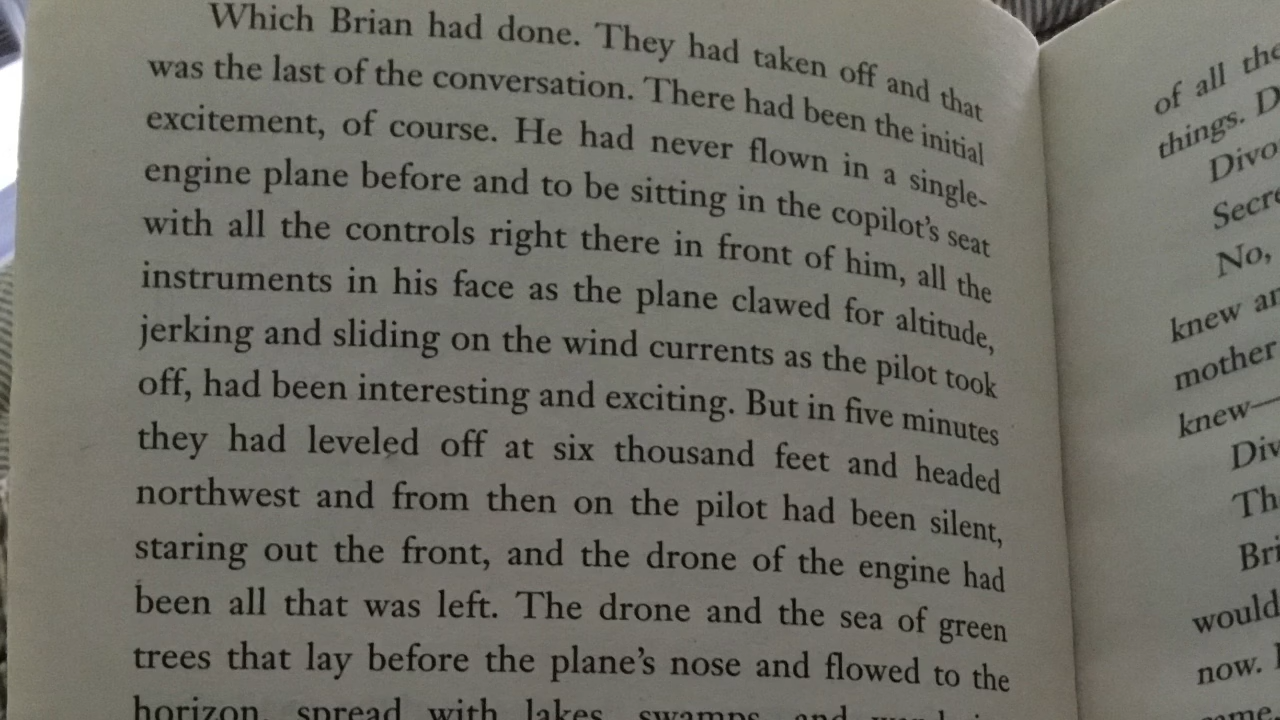 Which Brian had done. They had taken off and that
was the last of the conversation. There had been the initial
excitement, of course. He had never flown in a single-
engine plane before and to be sitting in the copilot's seat
with all the controls right there in front of him, all the
instruments in his face as the plane clawed for altitude,
jerking and sliding on the wind currents as the pilot took
off, had been interesting and exciting. But in five minutes
they had leveled off at six thousand feet and headed
northwest and from then on the pilot had been silent,
staring out the front, and the drone of the engine had
been all that was left. The drone and the sea of green
trees that lay before the plane's nose and flowed to the
horizon, spread with lakes, swamps, and
of all the
things.
No,
knew
mother
knew—
would
now.